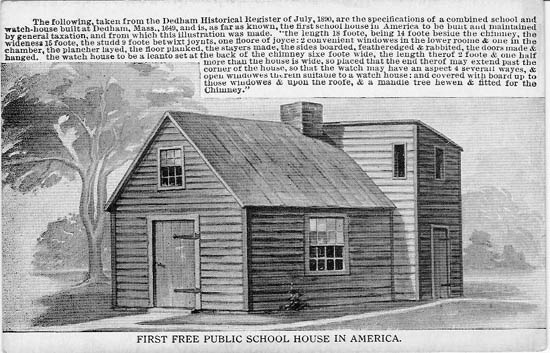 The following, taken from the Dedham Historical Register of July, 1890, are the specifications of a combined school and
watch-house built at Dedham, Mass., 1649, and is, as far as known, the first school house in America to be built and maintained
by general taxation, and from which this illustration was made. "the length 18 foote, being 14 foote beside the chimney, the
wideness 15 foote, the studd 9 foote betwixt joynts, one floore of joyce: 2 convenient windowes in the lower roome & one in the
chamber, the plancher layed, the floor planked, the stayers made, the sides boarded, featheredged & rabbited, the doors made &
hanged. the watch house to be a leanto set at the back of the chimney sixe foote wide, the length therof 2 foote & one half
more than the house is wide, so placed that the end therof may extend past the
corner of the house, so that the watch may have an aspect 4 severall wayes, &
open windowes therein suitable to a watch house: and covered with board up to
those windowes & upon the roofe, & a mantle tree hewen & fitted for the
Chimney."
FIRST FREE PUBLIC SCHOOL HOUSE IN AMERICA.